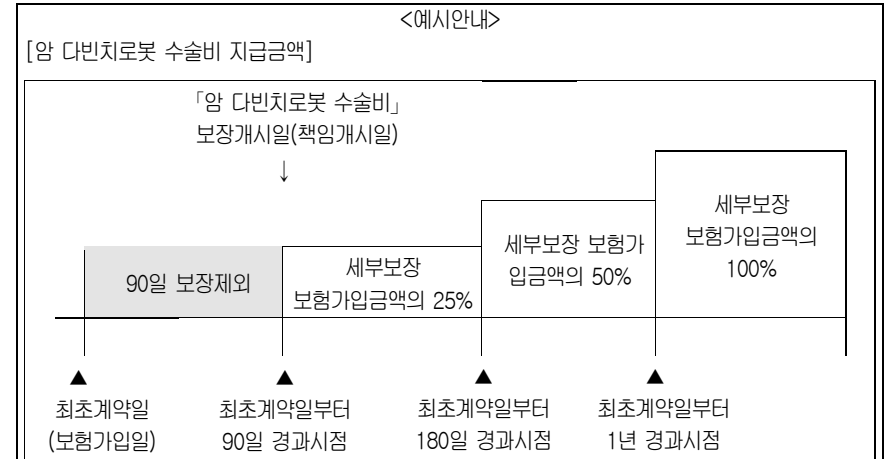 <예시안내>
[암 다빈치로봇 수술비 지급금액]
「암 다빈치로봇 수술비」
보장개시일(책임개시일)
↓
90일 보장제외
세부보장
보험가입금액의 25%
세부보장 보험가
입금액의 50%
세부보장
보험가입금액의
100%
▲ ▲ ▲ ▲
최초계약일
(보험가입일)
최초계약일부터
90일 경과시점
최초계약일부터
180일 경과시점
최초계약일부터
1년 경과시점